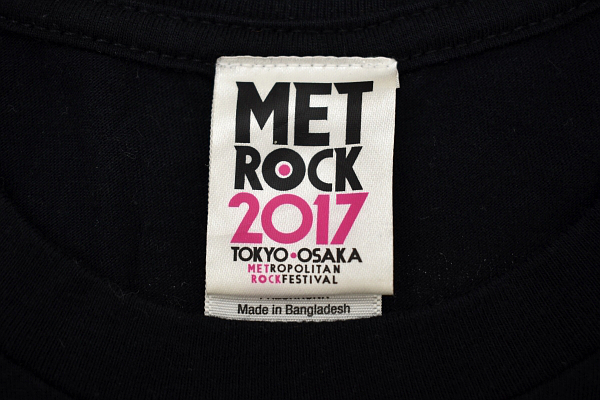 MET
ROCK
2017
TOKYO•OSAKA
METROPOLITAN
ROCKFESTIVAL
Made in Bangladesh